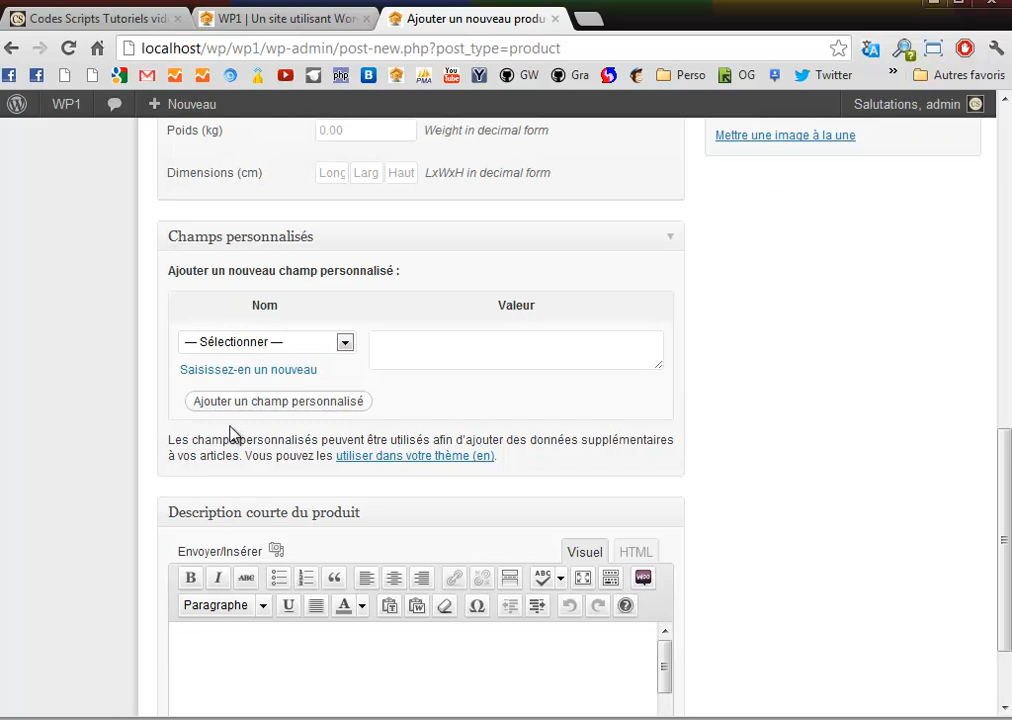 Codes Scripts Tutoriels vid
WP1 | Un site utilisant Wor
Ajouter un nouveau produ
localhost/wp/wp1/wp-admin/post-new.php?post_type=product
GW
Gra
Perso
OG
Twitter
»
Autres favoris
WP1
Nouveau
Salutations, admin
Poids (kg)
0.00
Weight in decimal form
Mettre une image à la une
Dimensions (cm)
Long
Larg
Haut
LxWxH in decimal form
Champs personnalisés
Ajouter un nouveau champ personnalisé :
Nom
Valeur
— Sélectionner —
Saisissez-en un nouveau
Ajouter un champ personnalisé
Les champs personnalisés peuvent être utilisés afin d'ajouter des données supplémentaires
à vos articles. Vous pouvez les utiliser dans votre thème (en).
Description courte du produit
Envoyer/Insérer
Visuel
HTML
B
I
ABC
Paragraphe
U
A
Ω